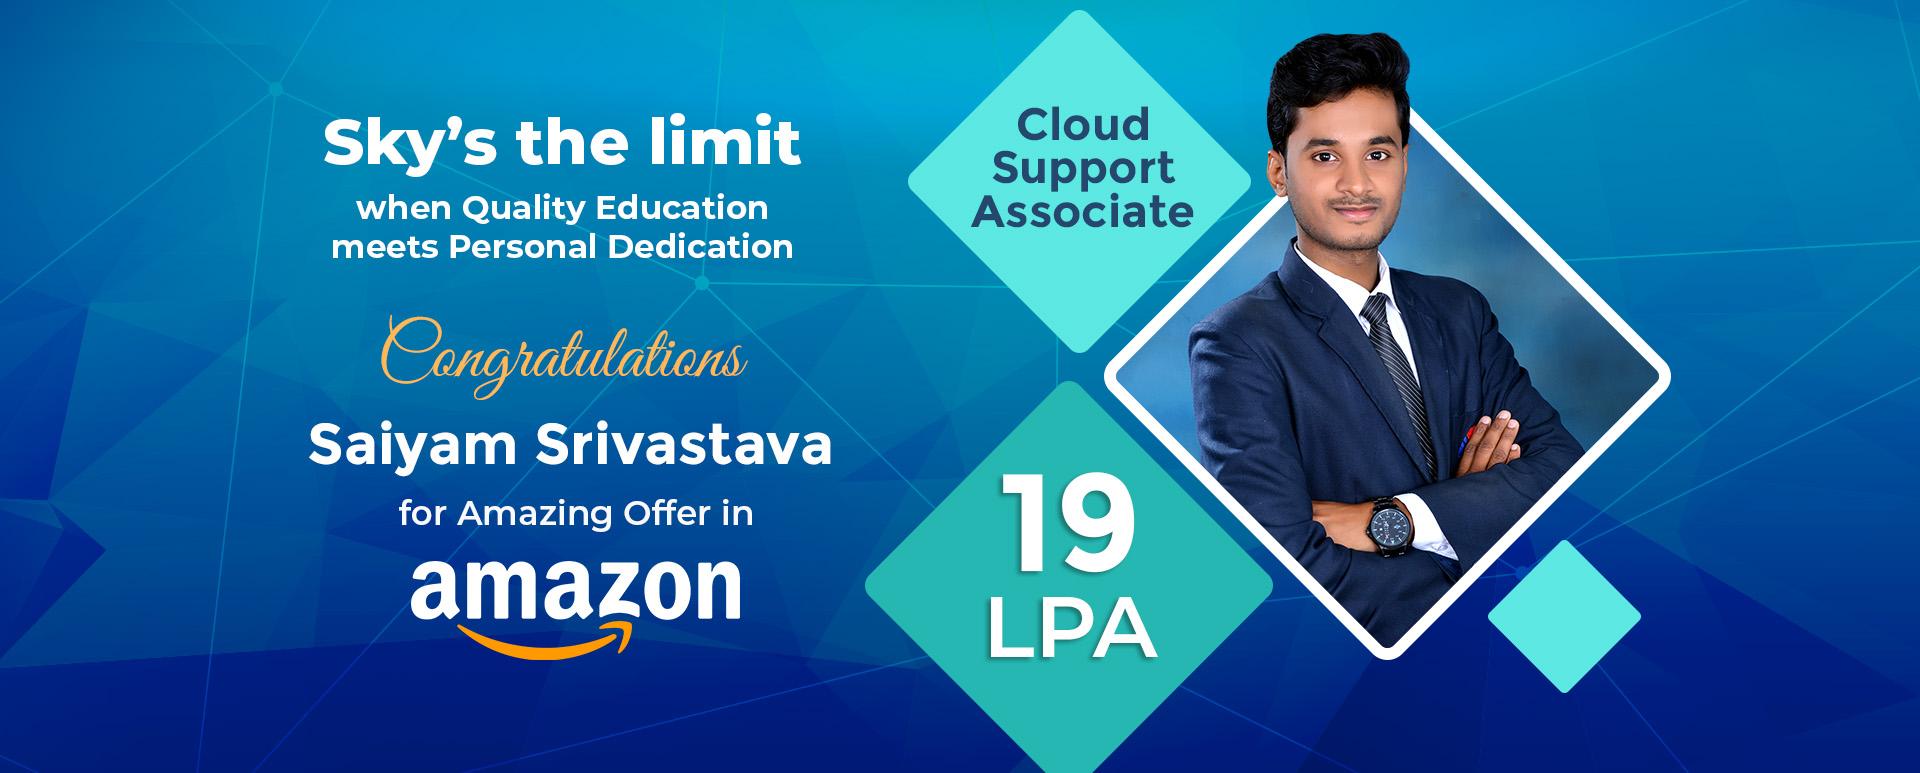 Sky's the limit
when Quality Education
meets Personal Dedication
Congratulations
Saiyam Srivastava
for Amazing Offer in
amazon
Cloud
Support
Associate
19
LPA